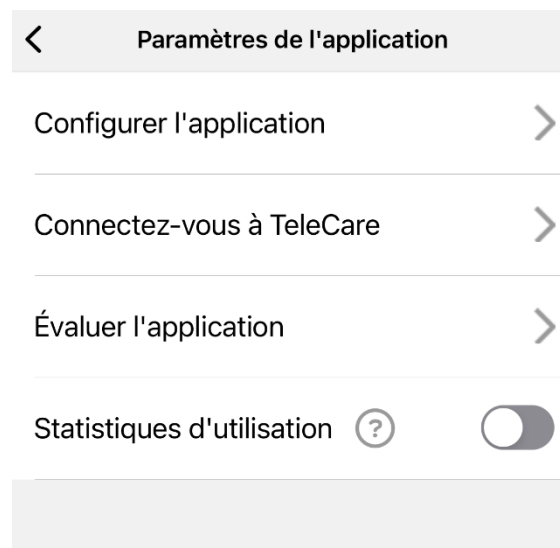 Paramètres de l'application
Configurer l'application
Connectez-vous à TeleCare
Évaluer l'application
Statistiques d'utilisation ?